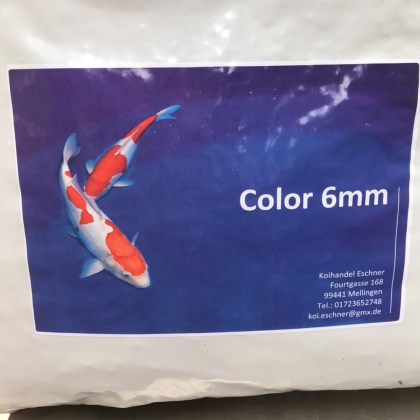 Color 6mm
Koihandel Eschner
Fourtgasse 168
99441 Mellingen
Tel.: 01723652748
koi.eschner@gmx.de